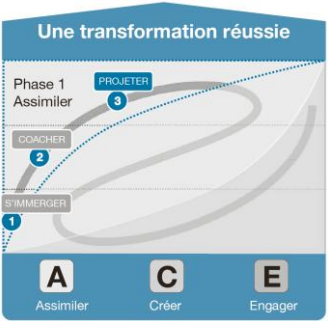 Une transformation réussie
Phase 1
Assimiler
PROJETER
3
COACHER
2
S'IMMERGER
1
A
C
E
Assimiler
Créer
Engager